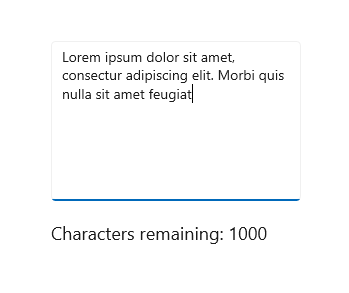 Lorem ipsum dolor sit amet,
consectur adipiscing elit. Morbi quis
nulla sit amet feugiat
Characters remaining: 1000